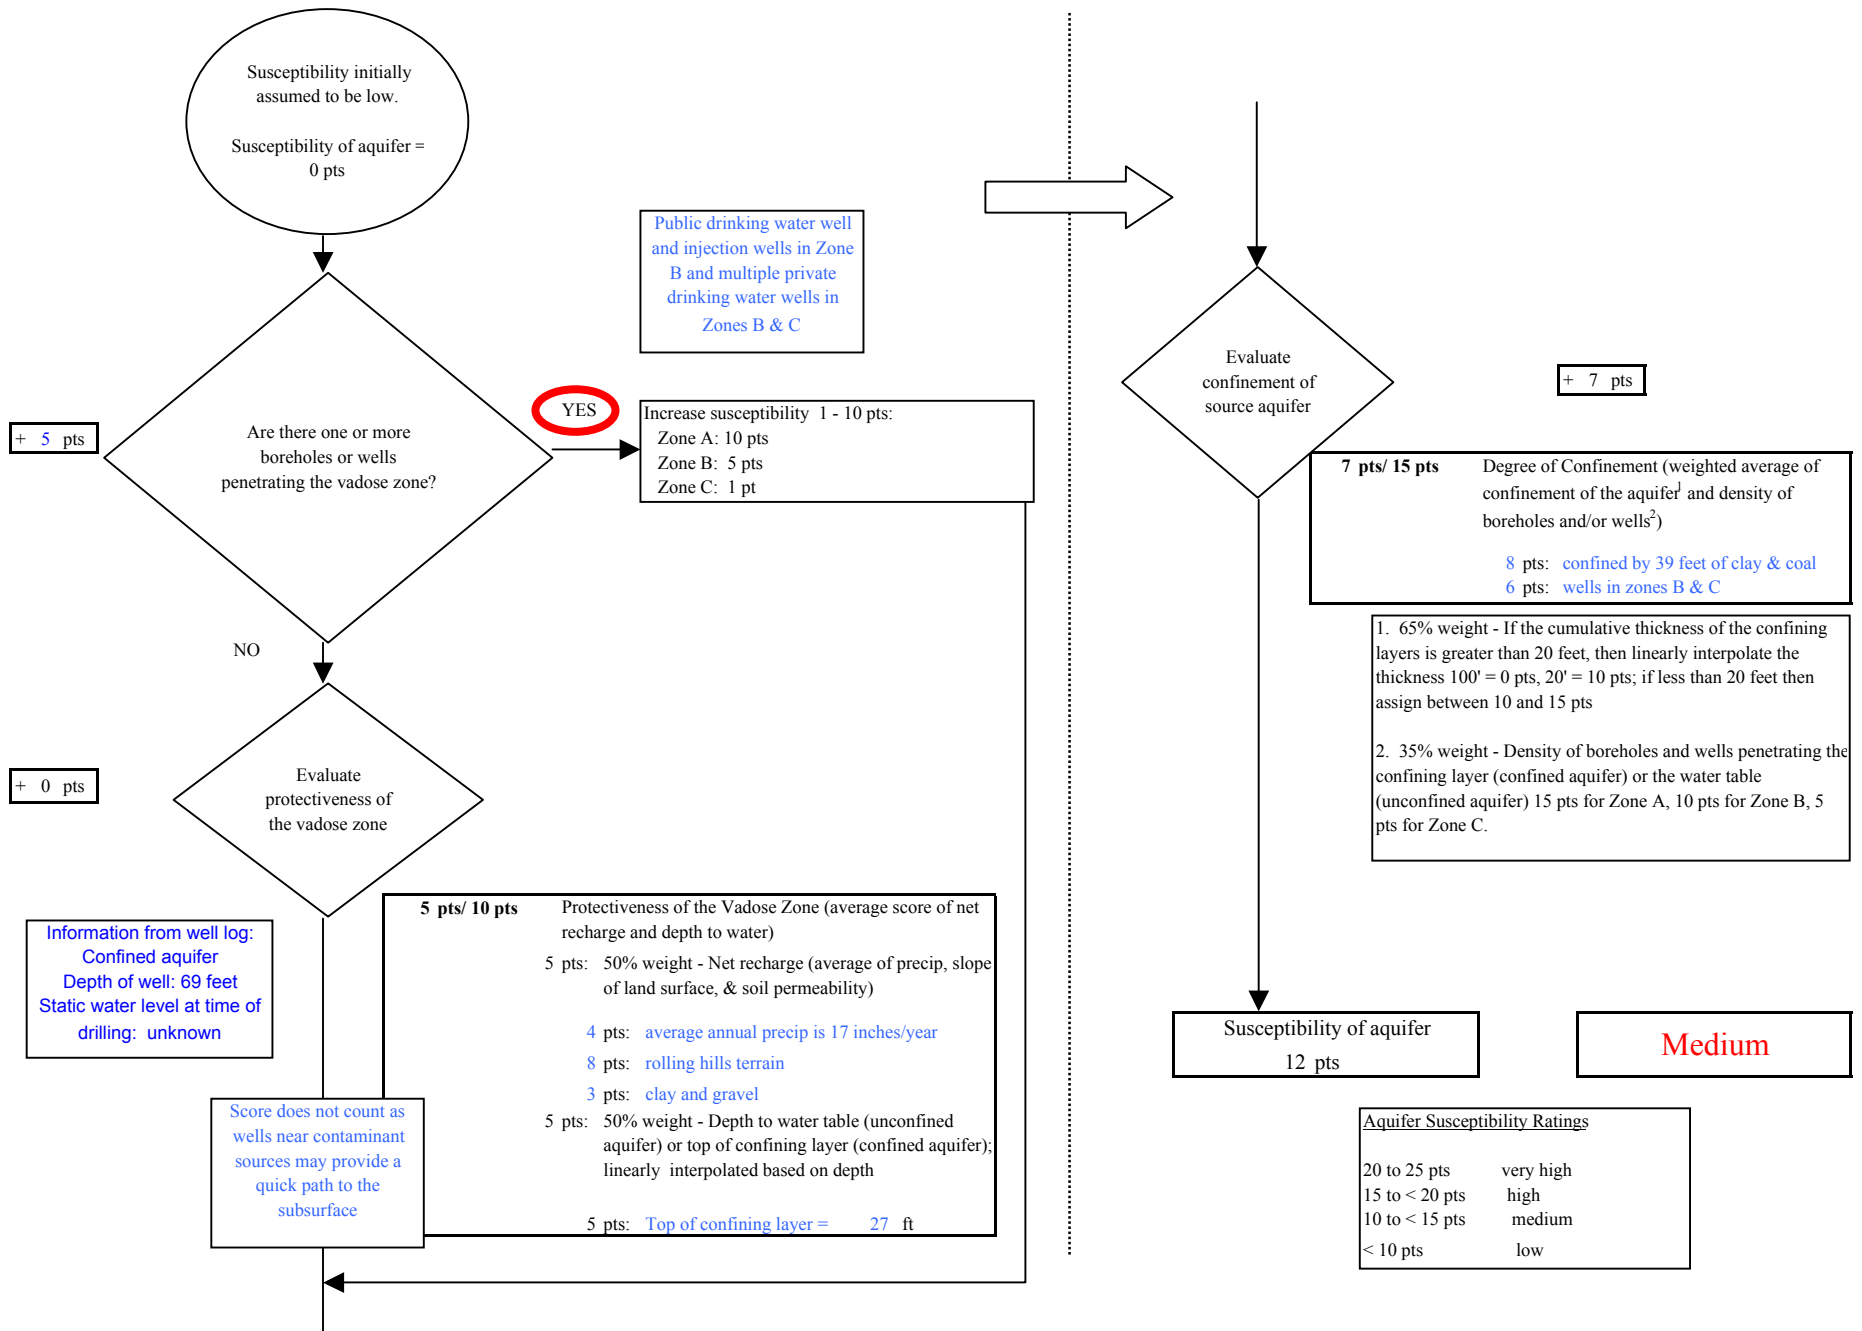 Susceptibility initially
assumed to be low.
Susceptibility of aquifer =
0 pts
Public drinking water well
and injection wells in Zone
B and multiple private
drinking water wells in
Zones B & C
+ 5 pts
Are there one or more
boreholes or wells
penetrating the vadose zone?
YES
Increase susceptibility 1 - 10 pts:
Zone A: 10 pts
Zone B: 5 pts
Zone C: 1 pt
NO
+ 0 pts
Evaluate
protectiveness of
the vadose zone
Information from well log:
Confined aquifer
Depth of well: 69 feet
Static water level at time of
drilling: unknown
5 pts/ 10 pts Protectiveness of the Vadose Zone (average score of net
recharge and depth to water)
5 pts: 50% weight - Net recharge (average of precip, slope
of land surface, & soil permeability)
4 pts: average annual precip is 17 inches/year
8 pts: rolling hills terrain
3 pts: clay and gravel
5 pts: 50% weight - Depth to water table (unconfined
aquifer) or top of confining layer (confined aquifer);
linearly interpolated based on depth
5 pts: Top of confining layer = 27 ft
Score does not count as
wells near contaminant
sources may provide a
quick path to the
subsurface
Evaluate
confinement of
source aquifer
+ 7 pts
7 pts/ 15 pts Degree of Confinement (weighted average of
confinement of the aquifer1 and density of
boreholes and/or wells2)
8 pts: confined by 39 feet of clay & coal
6 pts: wells in zones B & C
1. 65% weight - If the cumulative thickness of the confining
layers is greater than 20 feet, then linearly interpolate the
thickness 100' = 0 pts, 20' = 10 pts; if less than 20 feet then
assign between 10 and 15 pts
2. 35% weight - Density of boreholes and wells penetrating the
confining layer (confined aquifer) or the water table
(unconfined aquifer) 15 pts for Zone A, 10 pts for Zone B, 5
pts for Zone C.
Susceptibility of aquifer
12 pts
Medium
Aquifer Susceptibility Ratings
20 to 25 pts very high
15 to < 20 pts high
10 to < 15 pts medium
< 10 pts low